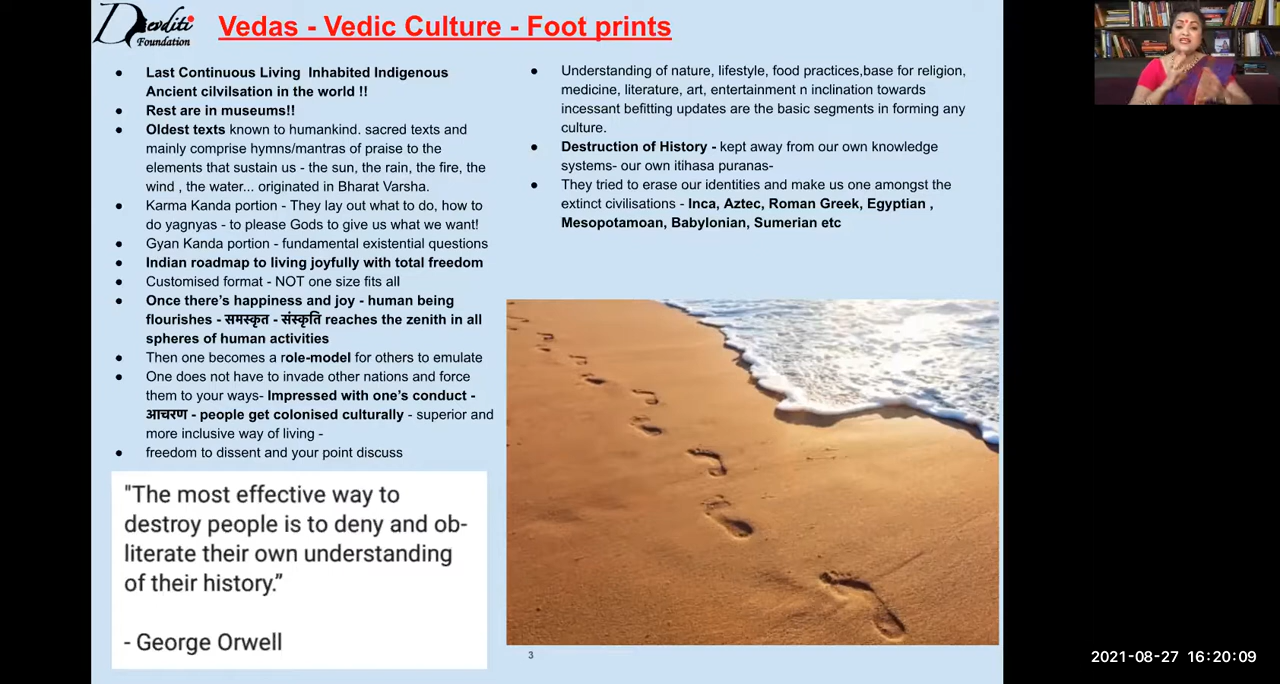 Devditi
Foundation
Vedas - Vedic Culture - Foot prints
● Last Continuous Living Inhabited Indigenous
Ancient cilvilsation in the world !!
● Rest are in museums!!
● Oldest texts known to humankind. sacred texts and
mainly comprise hymns/mantras of praise to the
elements that sustain us - the sun, the rain, the fire, the
wind , the water... originated in Bharat Varsha.
● Karma Kanda portion - They lay out what to do, how to
do yagnyas - to please Gods to give us what we want!
● Gyan Kanda portion - fundamental existential questions
● Indian roadmap to living joyfully with total freedom
● Customised format - NOT one size fits all
● Once there's happiness and joy - human being
flourishes - समस्कृत - संस्कृति reaches the zenith in all
spheres of human activities
● Then one becomes a role-model for others to emulate
● One does not have to invade other nations and force
them to your ways- Impressed with one's conduct -
आचरण - people get colonised culturally - superior and
more inclusive way of living -
● freedom to dissent and your point discuss
"The most effective way to
destroy people is to deny and ob-
literate their own understanding
of their history."
- George Orwell
● Understanding of nature, lifestyle, food practices,base for religion,
medicine, literature, art, entertainment n inclination towards
incessant befitting updates are the basic segments in forming any
culture.
● Destruction of History - kept away from our own knowledge
systems- our own itihasa puranas-
● They tried to erase our identities and make us one amongst the
extinct civilisations - Inca, Aztec, Roman Greek, Egyptian ,
Mesopotamoan, Babylonian, Sumerian etc
3
2021-08-27 16:20:09